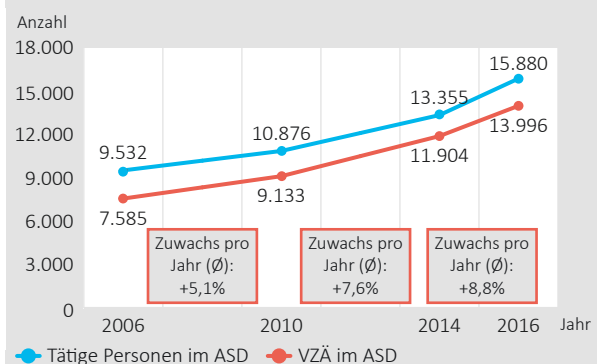 Anzahl
18.000
15.000
12.000
9.000
6.000
3.000
0
9.532
10.876
13.355
15.880
7.585
9.133
11.904
13.996
Zuwachs pro
Jahr (Ø):
+5,1%
Zuwachs pro
Jahr (Ø):
+7,6%
Zuwachs pro
Jahr (Ø):
+8,8%
2006 2010 2014 2016 Jahr
Tätige Personen im ASD VZÄ im ASD